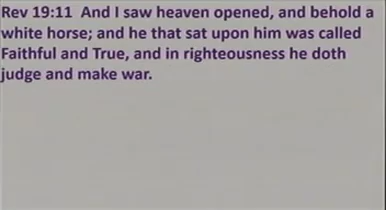 Rev 19:11  And I saw heaven opened, and behold a
white horse; and he that sat upon him was called
Faithful and True, and in righteousness he doth
judge and make war.